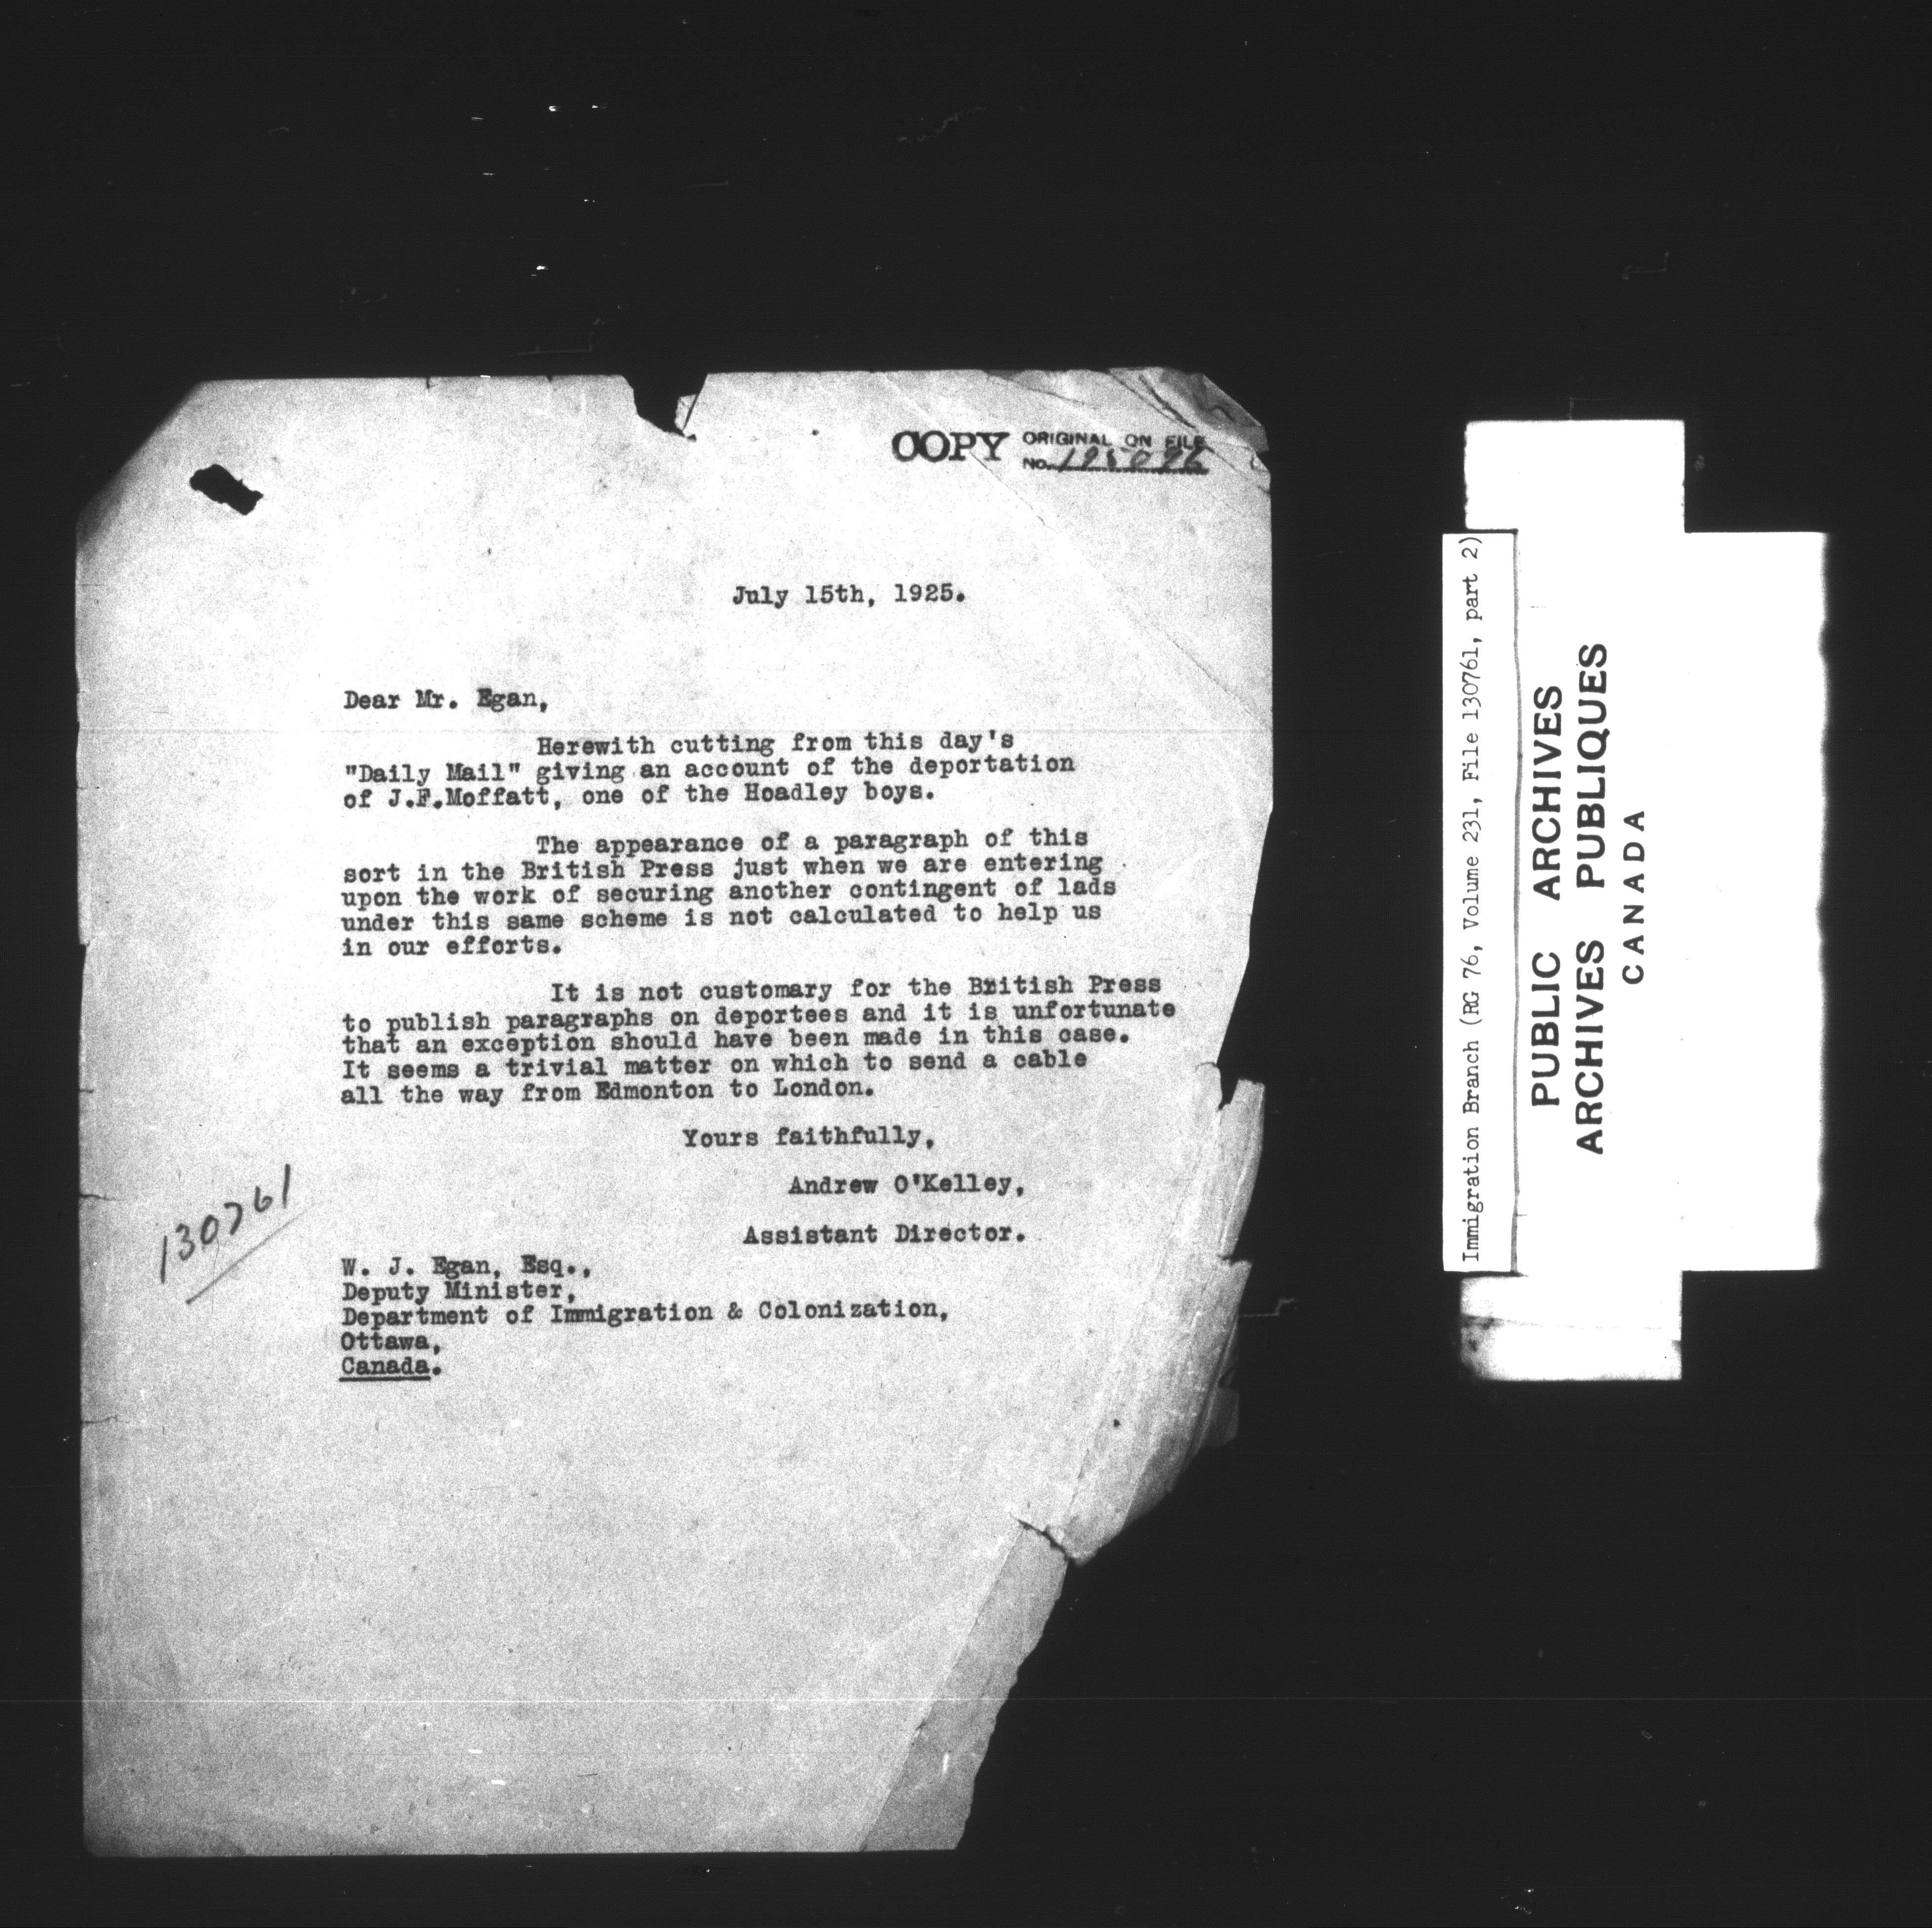 COPY ORIGINAL ON FILE
NO. 195096
July 15th, 1925.
Dear Mr. Egan,
Herewith cutting from this day's
"Daily Mail" giving an account of the deportation
of J.F.Moffatt, one of the Hoadley boys.
The appearance of a paragraph of this
sort in the British Press just when we are entering
upon the work of securing another contingent of lads
under this same scheme is not calculated to help us
in our efforts.
It is not customary for the British Press
to publish paragraphs on deportees and it is unfortunate
that an exception should have been made in this case.
It seems a trivial matter on which to send a cable
all the way from Edmonton to London.
Yours faithfully,
Andrew O'Kelley,
Assistant Director.
130761
W. J. Egan, Esq.,
Deputy Minister,
Department of Immigration & Colonization,
Ottawa,
Canada.
Immigration Branch (RG 76, Volume 231, File 130761, part 2)
PUBLIC ARCHIVES
ARCHIVES PUBLIQUES
CANADA